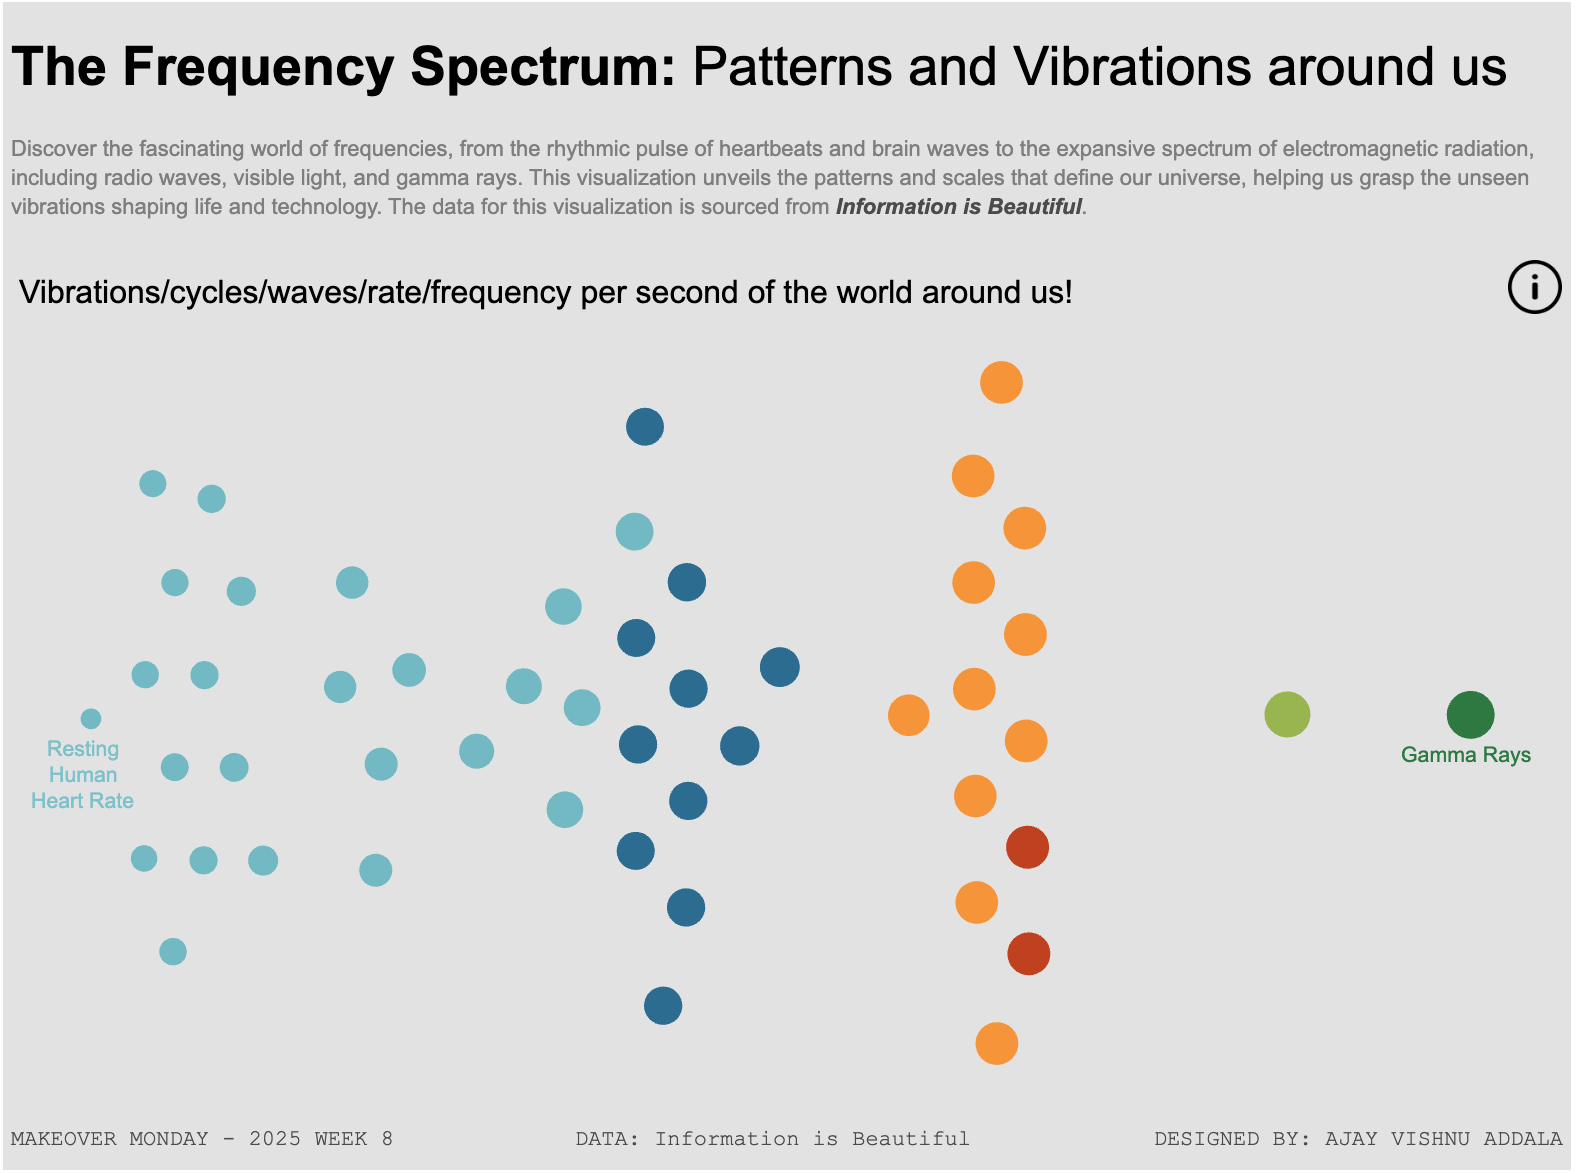 The Frequency Spectrum: Patterns and Vibrations around us
Discover the fascinating world of frequencies, from the rhythmic pulse of heartbeats and brain waves to the expansive spectrum of electromagnetic radiation,
including radio waves, visible light, and gamma rays. This visualization unveils the patterns and scales that define our universe, helping us grasp the unseen
vibrations shaping life and technology. The data for this visualization is sourced from Information is Beautiful.
Vibrations/cycles/waves/rate/frequency per second of the world around us!
i
Resting
Human
Heart Rate
Gamma Rays
MAKEOVER MONDAY - 2025 WEEK 8
DATA: Information is Beautiful
DESIGNED BY: AJAY VISHNU ADDALA